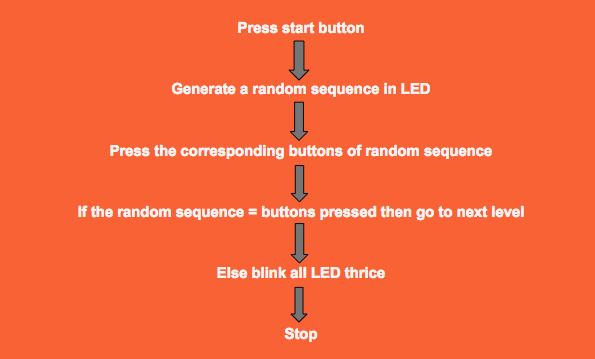 Press start button
Generate a random sequence in LED
Press the corresponding buttons of random sequence
If the random sequence = buttons pressed then go to next level
Else blink all LED thrice
Stop